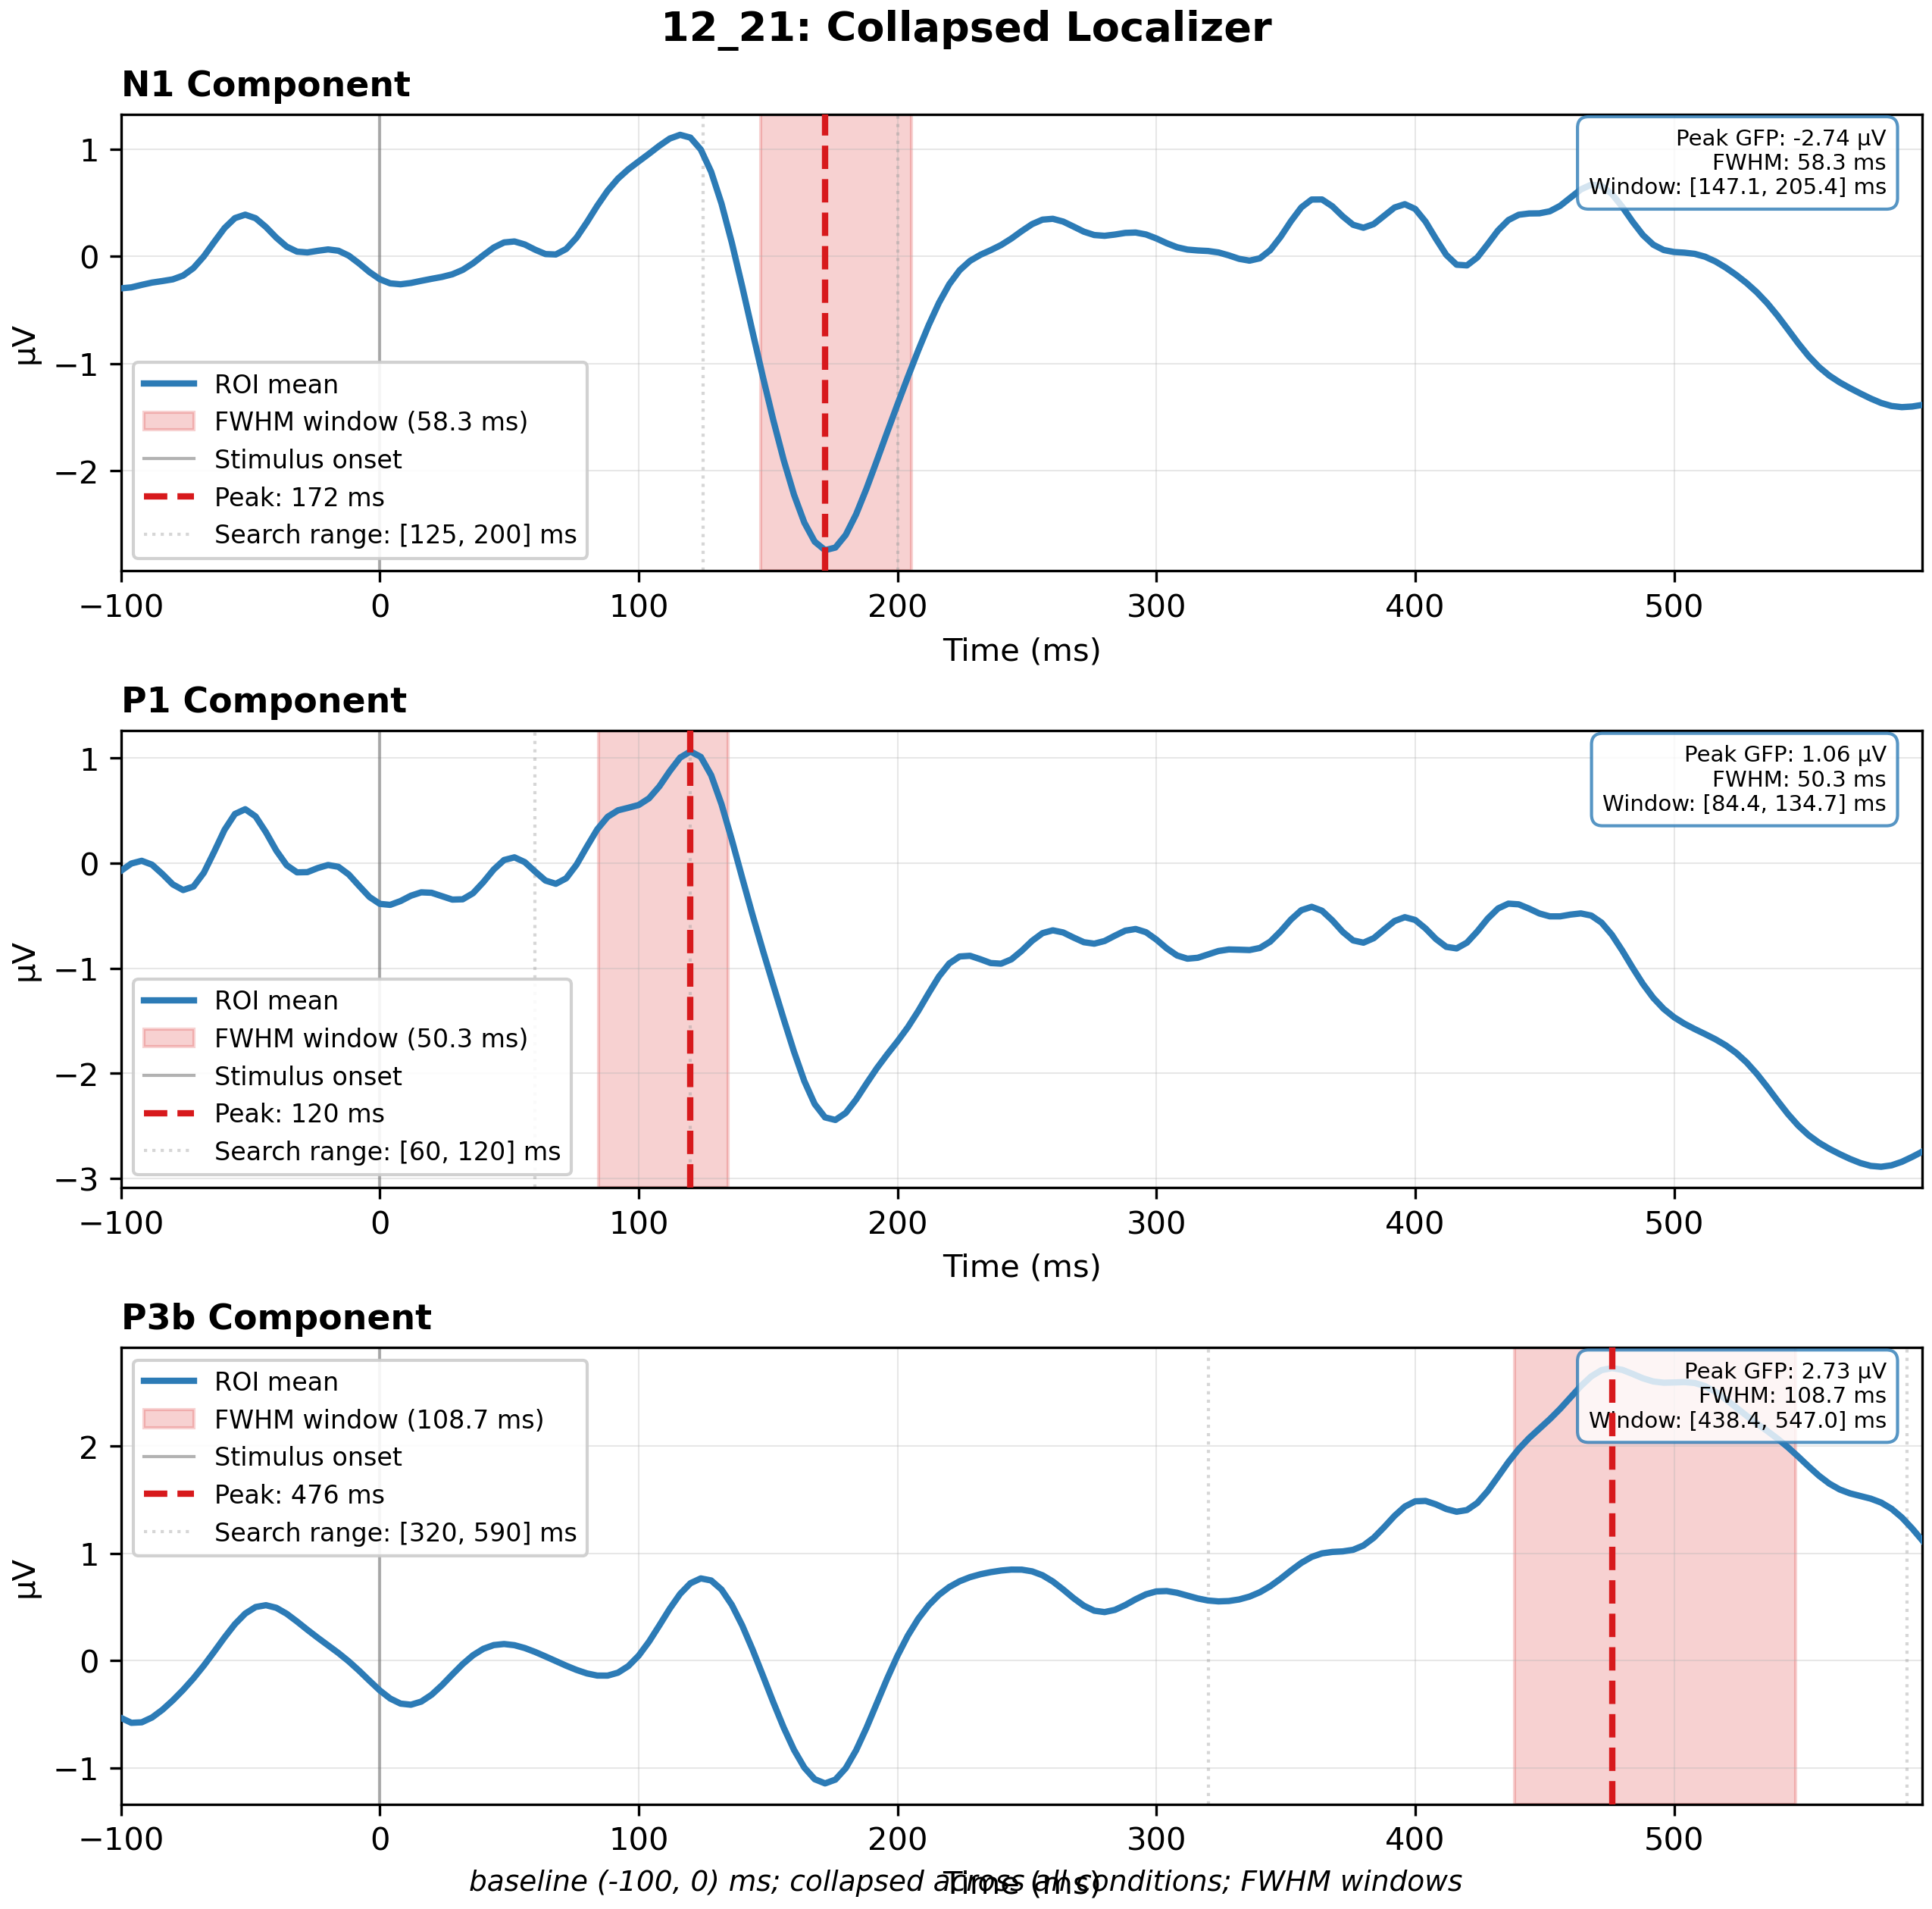 12_21: Collapsed Localizer
N1 Component
Peak GFP: -2.74 µV
FWHM: 58.3 ms
Window: [147.1, 205.4] ms
1
0
−1
−2
µV
ROI mean
FWHM window (58.3 ms)
Stimulus onset
Peak: 172 ms
Search range: [125, 200] ms
−100 0 100 200 300 400 500
Time (ms)
P1 Component
Peak GFP: 1.06 µV
FWHM: 50.3 ms
Window: [84.4, 134.7] ms
1
0
−1
−2
−3
µV
ROI mean
FWHM window (50.3 ms)
Stimulus onset
Peak: 120 ms
Search range: [60, 120] ms
−100 0 100 200 300 400 500
Time (ms)
P3b Component
ROI mean
FWHM window (108.7 ms)
Stimulus onset
Peak: 476 ms
Search range: [320, 590] ms
Peak GFP: 2.73 µV
FWHM: 108.7 ms
Window: [438.4, 547.0] ms
2
1
0
−1
µV
−100 0 100 200 300 400 500
Time (ms)
baseline (-100, 0) ms; collapsed across all conditions; FWHM windows